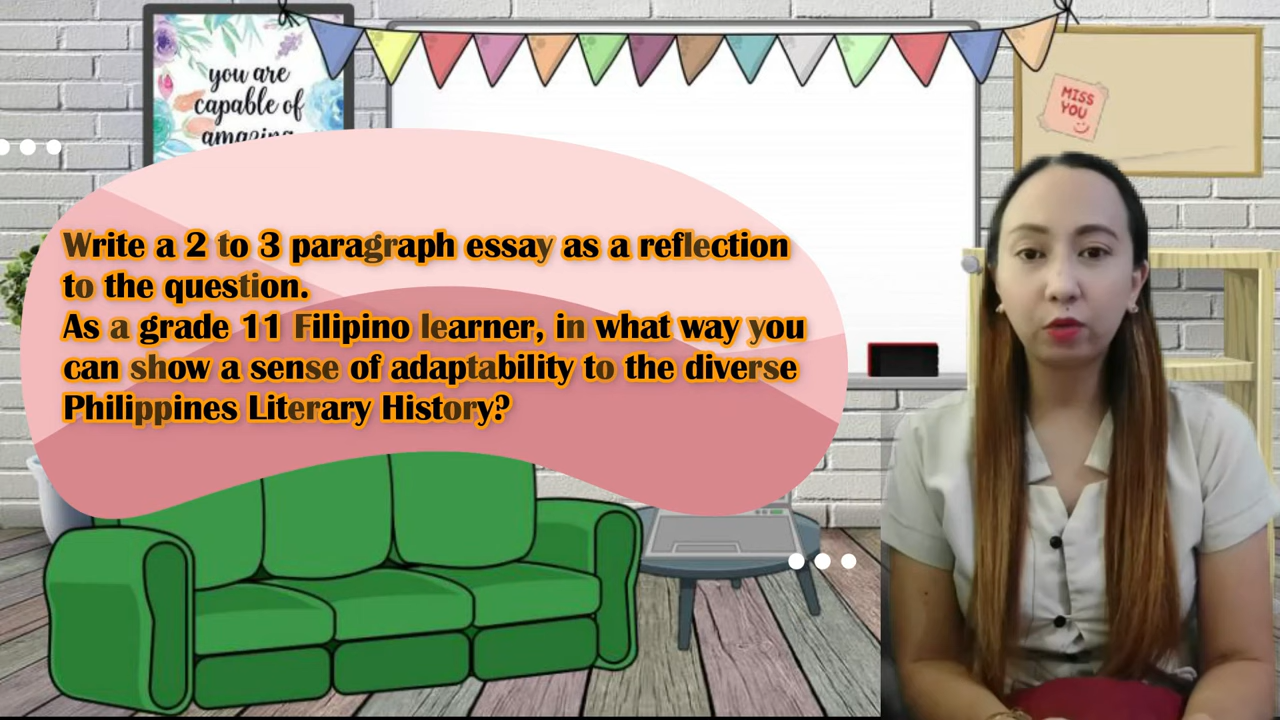 you are
capable of
amazing
MISS
YOU
Write a 2 to 3 paragraph essay as a reflection
to the question.
As a grade 11 Filipino learner, in what way you
can show a sense of adaptability to the diverse
Philippines Literary History?